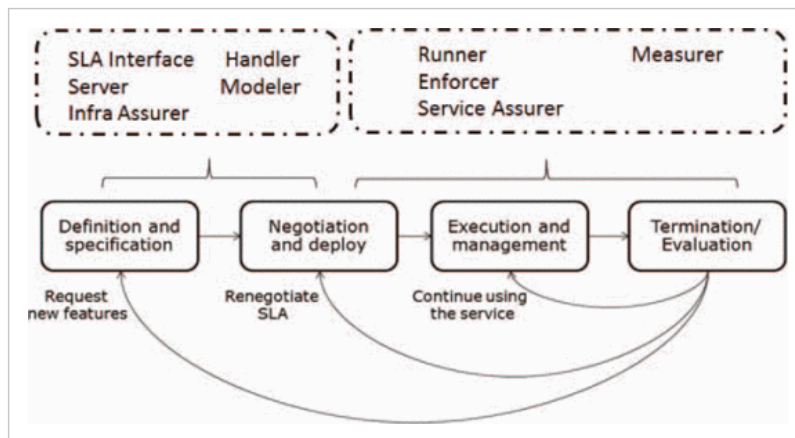 SLA Interface Handler
Server Modeler
Infra Assurer
Runner Measurer
Enforcer
Service Assurer
Definition and
specification
Negotiation
and deploy
Execution and
management
Termination/
Evaluation
Request
new features
Renegotiate
SLA
Continue using
the service